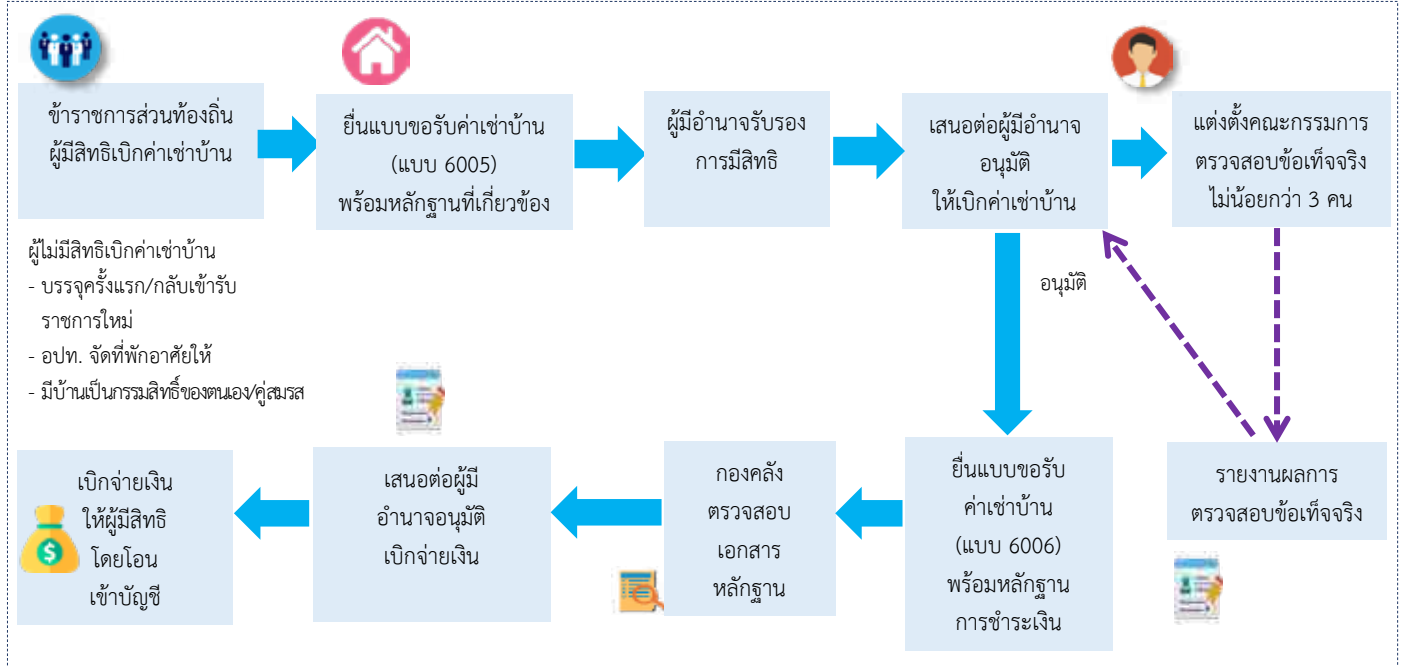 ข้าราชการส่วนท้องถิ่น
ผู้มีสิทธิเบิกค่าเช่าบ้าน
ยื่นแบบขอรับค่าเช่าบ้าน
(แบบ 6005)
พร้อมหลักฐานที่เกี่ยวข้อง
ผู้มีอำนาจรับรอง
การมีสิทธิ
เสนอต่อผู้มีอำนาจ
อนุมัติ
ให้เบิกค่าเช่าบ้าน
แต่งตั้งคณะกรรมการ
ตรวจสอบข้อเท็จจริง
ไม่น้อยกว่า 3 คน
ผู้ไม่มีสิทธิเบิกค่าเช่าบ้าน
- บรรจุครั้งแรก/กลับเข้ารับ
ราชการใหม่
- อปท. จัดที่พักอาศัยให้
- มีบ้านเป็นกรรมสิทธิ์ของตนเอง/คู่สมรส
อนุมัติ
รายงานผลการ
ตรวจสอบข้อเท็จจริง
ยื่นแบบขอรับ
ค่าเช่าบ้าน
(แบบ 6006)
พร้อมหลักฐาน
การชำระเงิน
กองคลัง
ตรวจสอบ
เอกสาร
หลักฐาน
เสนอต่อผู้มี
อำนาจอนุมัติ
เบิกจ่ายเงิน
เบิกจ่ายเงิน
ให้ผู้มีสิทธิ
โดยโอน
เข้าบัญชี